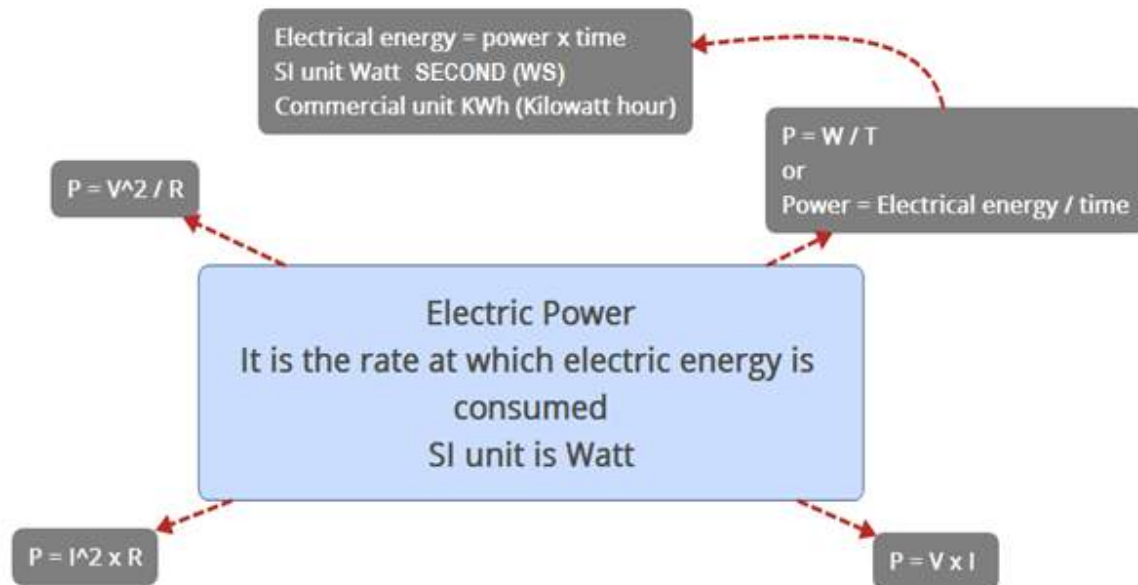 Electrical energy = power x time
SI unit Watt SECOND (WS)
Commercial unit KWh (Kilowatt hour)
P = W / T
or
Power = Electrical energy / time
P = V^2 / R
Electric Power
It is the rate at which electric energy is
consumed
SI unit is Watt
P = I^2 x R
P = V x I